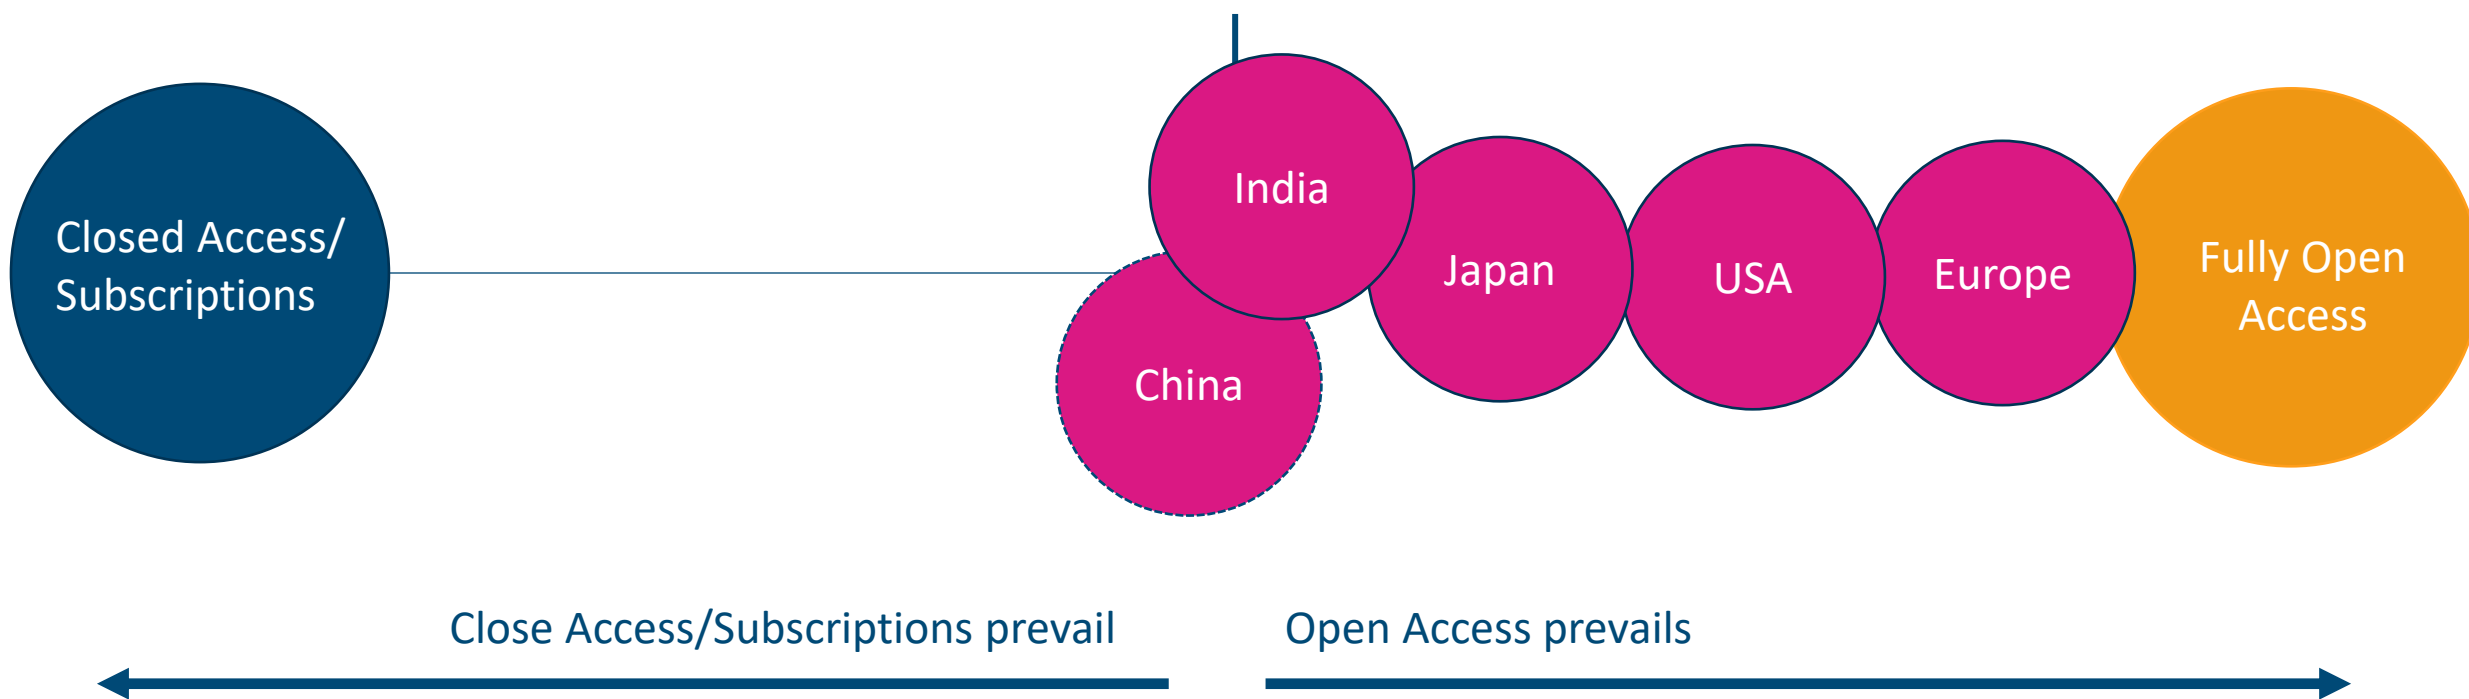 Closed Access/
Subscriptions
India
China
Japan
USA
Europe
Fully Open
Access
Close Access/Subscriptions prevail
Open Access prevails